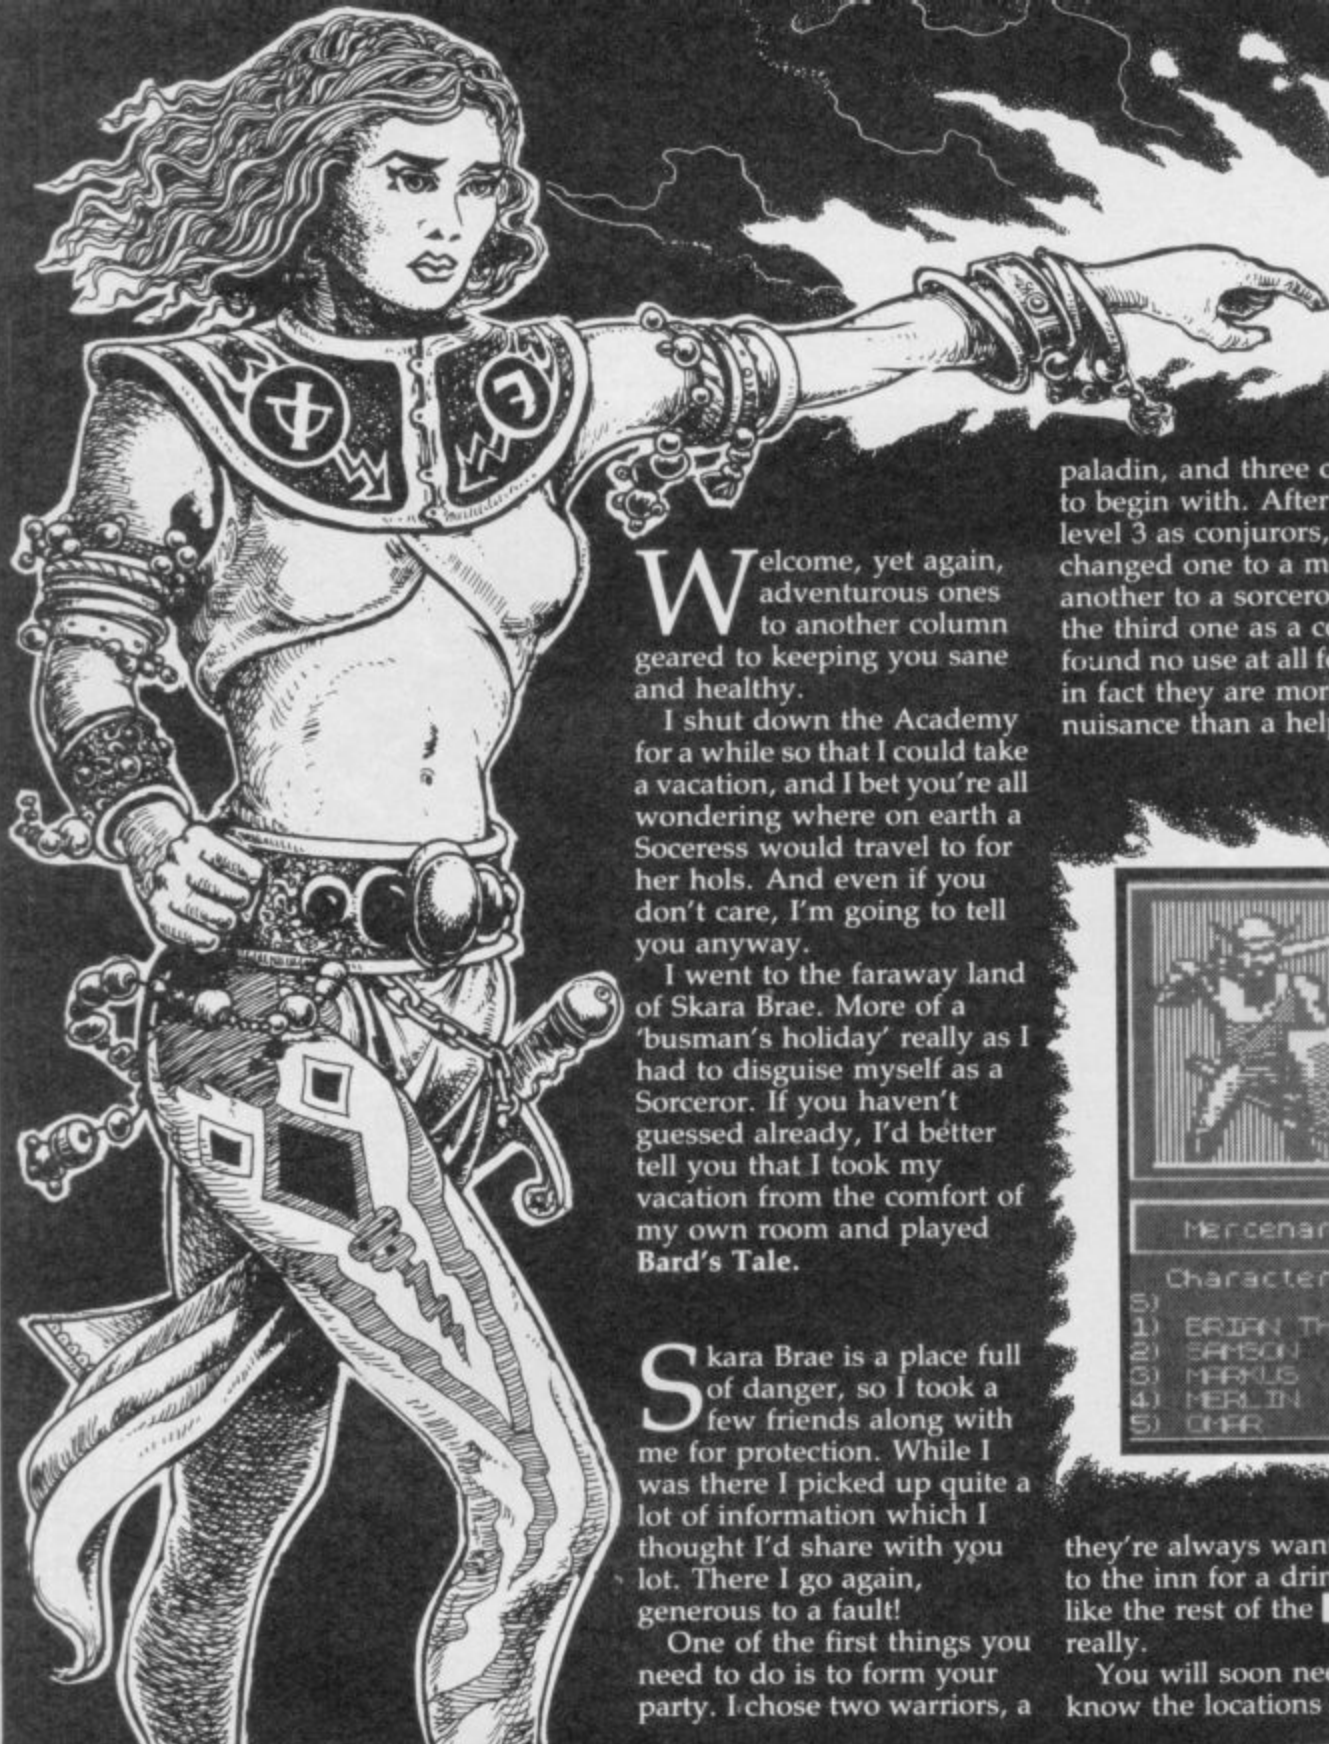 Welcome, yet again,
adventurous ones
to another column
geared to keeping you sane
and healthy.
I shut down the Academy
for a while so that I could take
a vacation, and I bet you're all
wondering where on earth a
Soceress would travel to for
her hols. And even if you
don't care, I'm going to tell
you anyway.
I went to the faraway land
of Skara Brae. More of a
'busman's holiday' really as I
had to disguise myself as a
Sorceror. If you haven't
guessed already, I'd better
tell you that I took my
vacation from the comfort of
my own room and played
Bard's Tale.
Skara Brae is a place full
of danger, so I took a
few friends along with
me for protection. While I
was there I picked up quite a
lot of information which I
thought I'd share with you
lot. There I go again,
generous to a fault!
One of the first things you
need to do is to form your
party. I chose two warriors, a
paladin, and three
to begin with. After
level 3 as conjurors,
changed one to a
another to a
the third one as a
found no use at all
in fact they are
nuisance than a
Character
S)
1) BRIAN
2) SAMSON
3) MARKUS
4) MERLIN
5) OMAR
they're always
to the inn for a
like the rest of the
really.
You will soon
know the locations